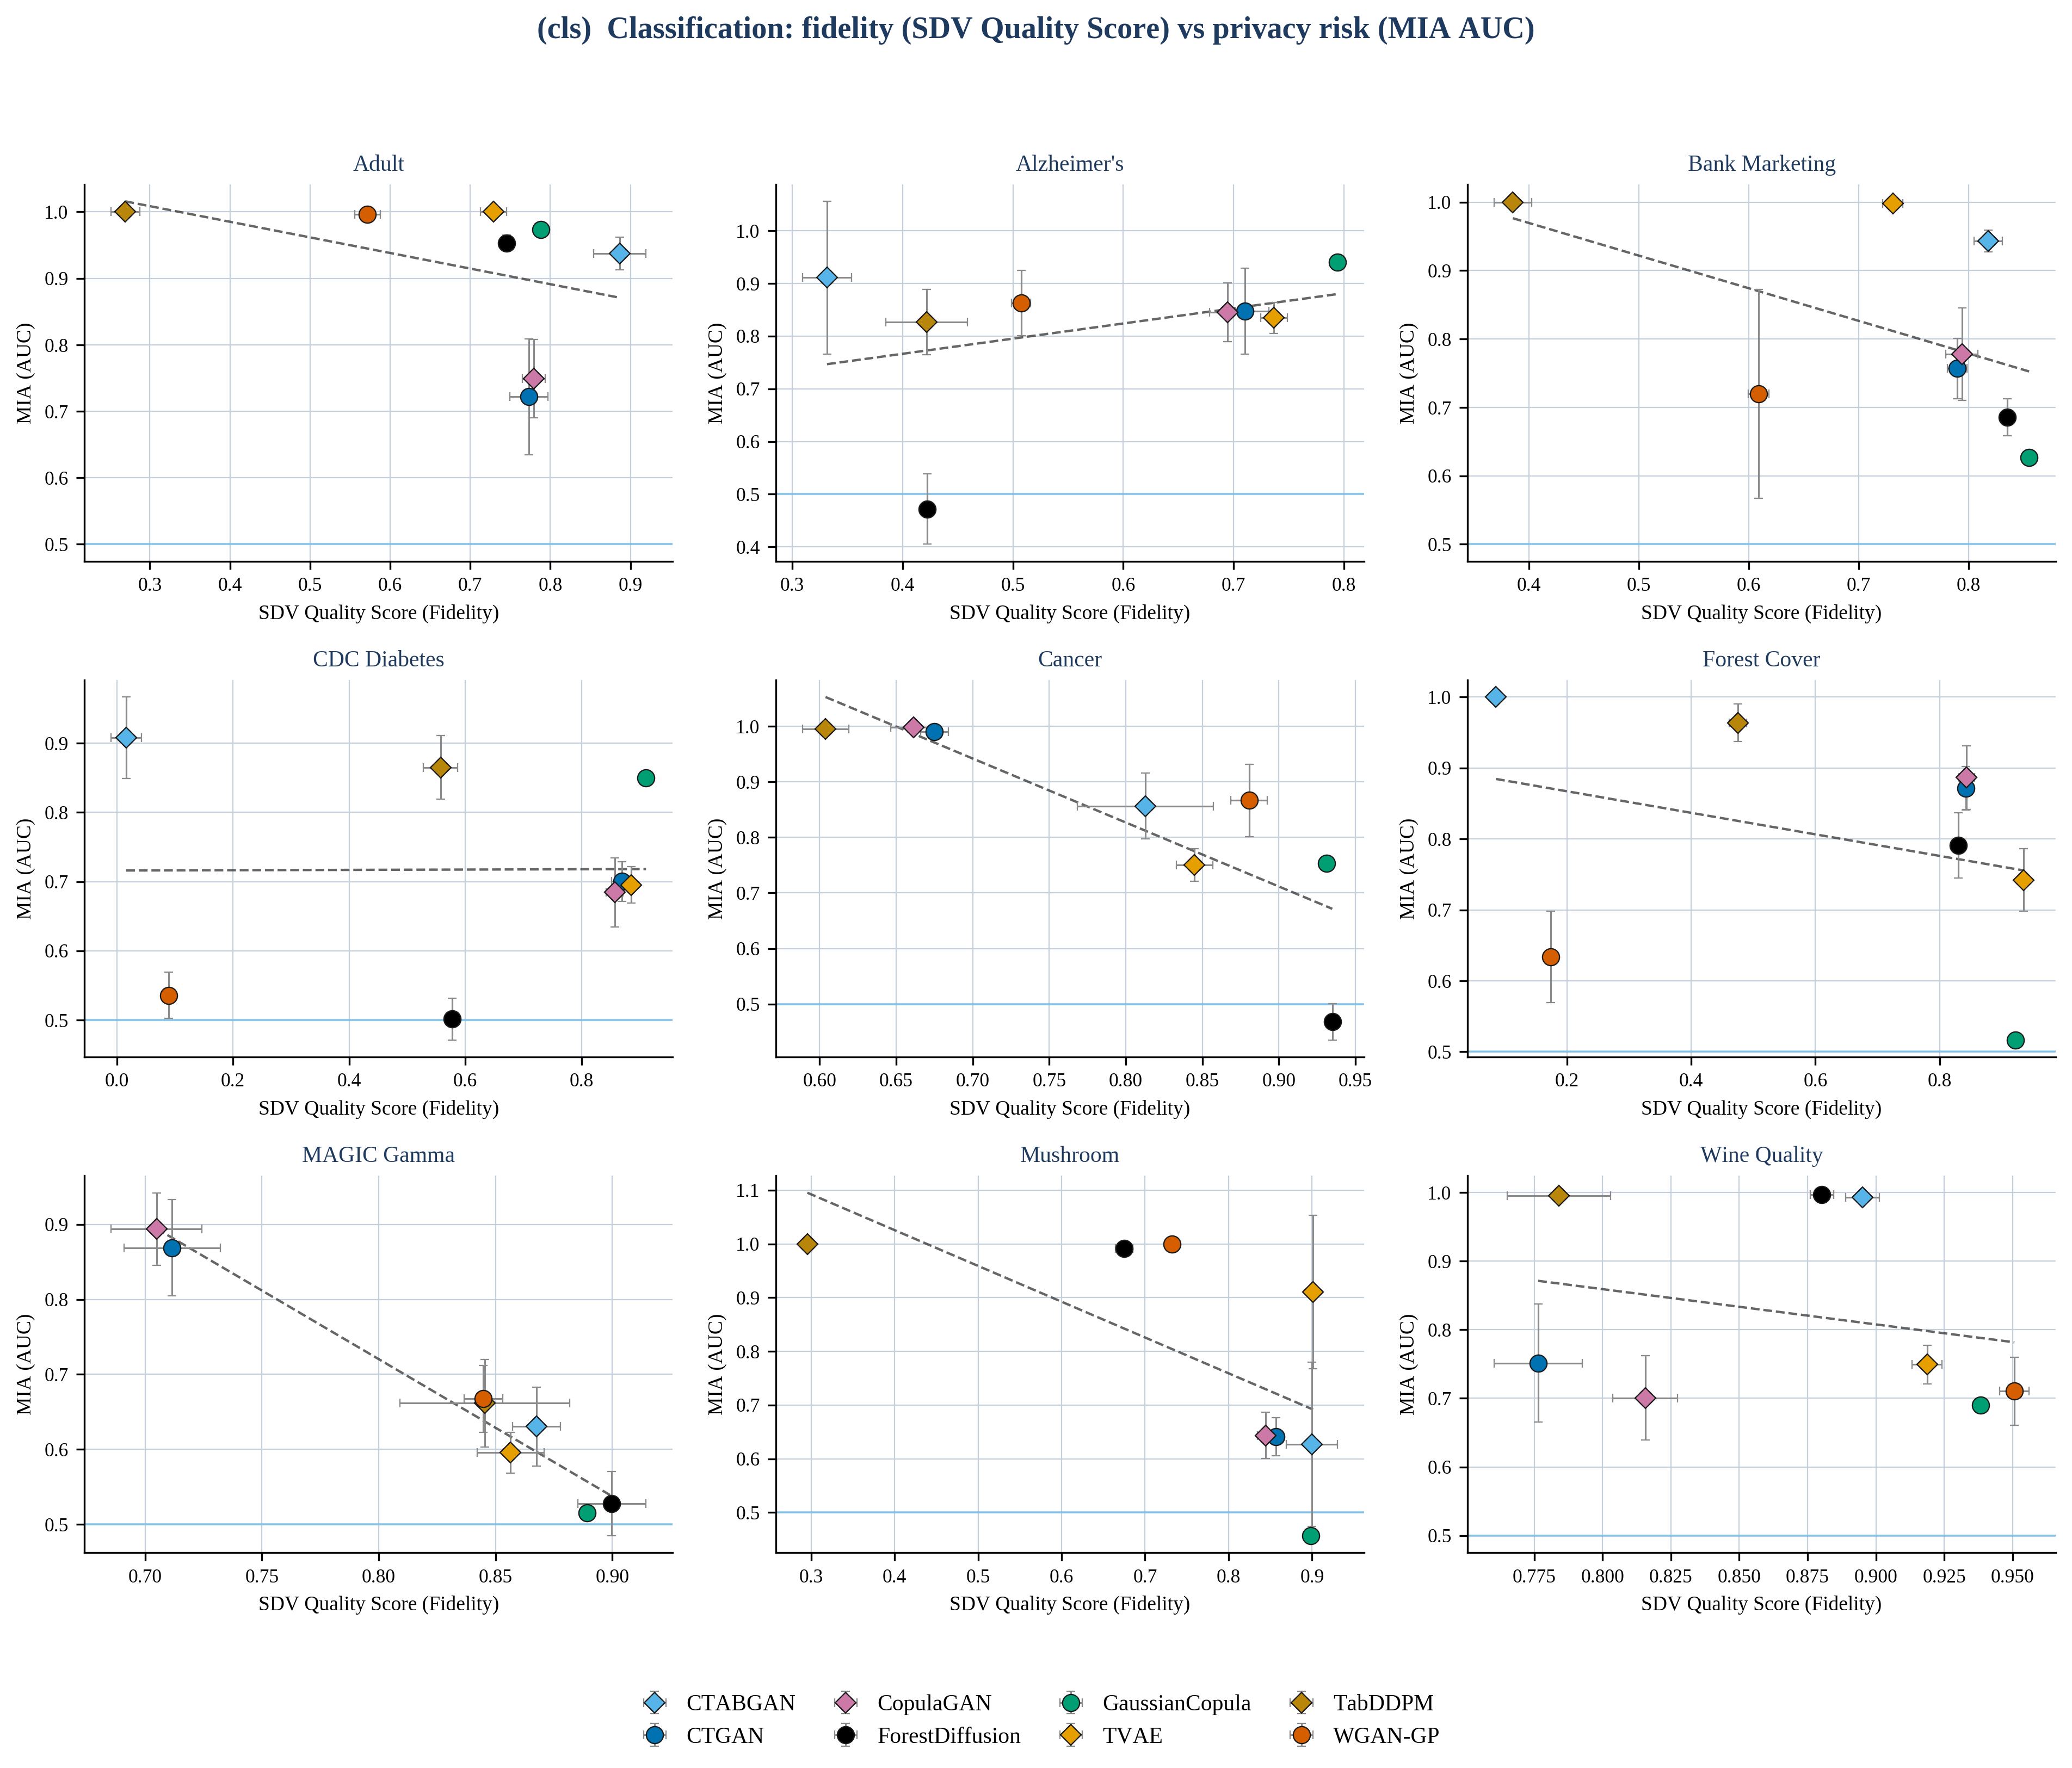 (cls)  Classification: fidelity (SDV Quality Score) vs privacy risk (MIA AUC)
Adult
MIA (AUC)
1.0
0.9
0.8
0.7
0.6
0.5
0.3 0.4 0.5 0.6 0.7 0.8 0.9
SDV Quality Score (Fidelity)
Alzheimer's
MIA (AUC)
1.0
0.9
0.8
0.7
0.6
0.5
0.4
0.3 0.4 0.5 0.6 0.7 0.8
SDV Quality Score (Fidelity)
Bank Marketing
MIA (AUC)
1.0
0.9
0.8
0.7
0.6
0.5
0.4 0.5 0.6 0.7 0.8
SDV Quality Score (Fidelity)
CDC Diabetes
MIA (AUC)
0.9
0.8
0.7
0.6
0.5
0.0 0.2 0.4 0.6 0.8
SDV Quality Score (Fidelity)
Cancer
MIA (AUC)
1.0
0.9
0.8
0.7
0.6
0.5
0.60 0.65 0.70 0.75 0.80 0.85 0.90 0.95
SDV Quality Score (Fidelity)
Forest Cover
MIA (AUC)
1.0
0.9
0.8
0.7
0.6
0.5
0.2 0.4 0.6 0.8
SDV Quality Score (Fidelity)
MAGIC Gamma
MIA (AUC)
0.9
0.8
0.7
0.6
0.5
0.70 0.75 0.80 0.85 0.90
SDV Quality Score (Fidelity)
Mushroom
MIA (AUC)
1.1
1.0
0.9
0.8
0.7
0.6
0.5
0.3 0.4 0.5 0.6 0.7 0.8 0.9
SDV Quality Score (Fidelity)
Wine Quality
MIA (AUC)
1.0
0.9
0.8
0.7
0.6
0.5
0.775 0.800 0.825 0.850 0.875 0.900 0.925 0.950
SDV Quality Score (Fidelity)
CTABGAN CopulaGAN GaussianCopula TabDDPM
CTGAN ForestDiffusion TVAE WGAN-GP